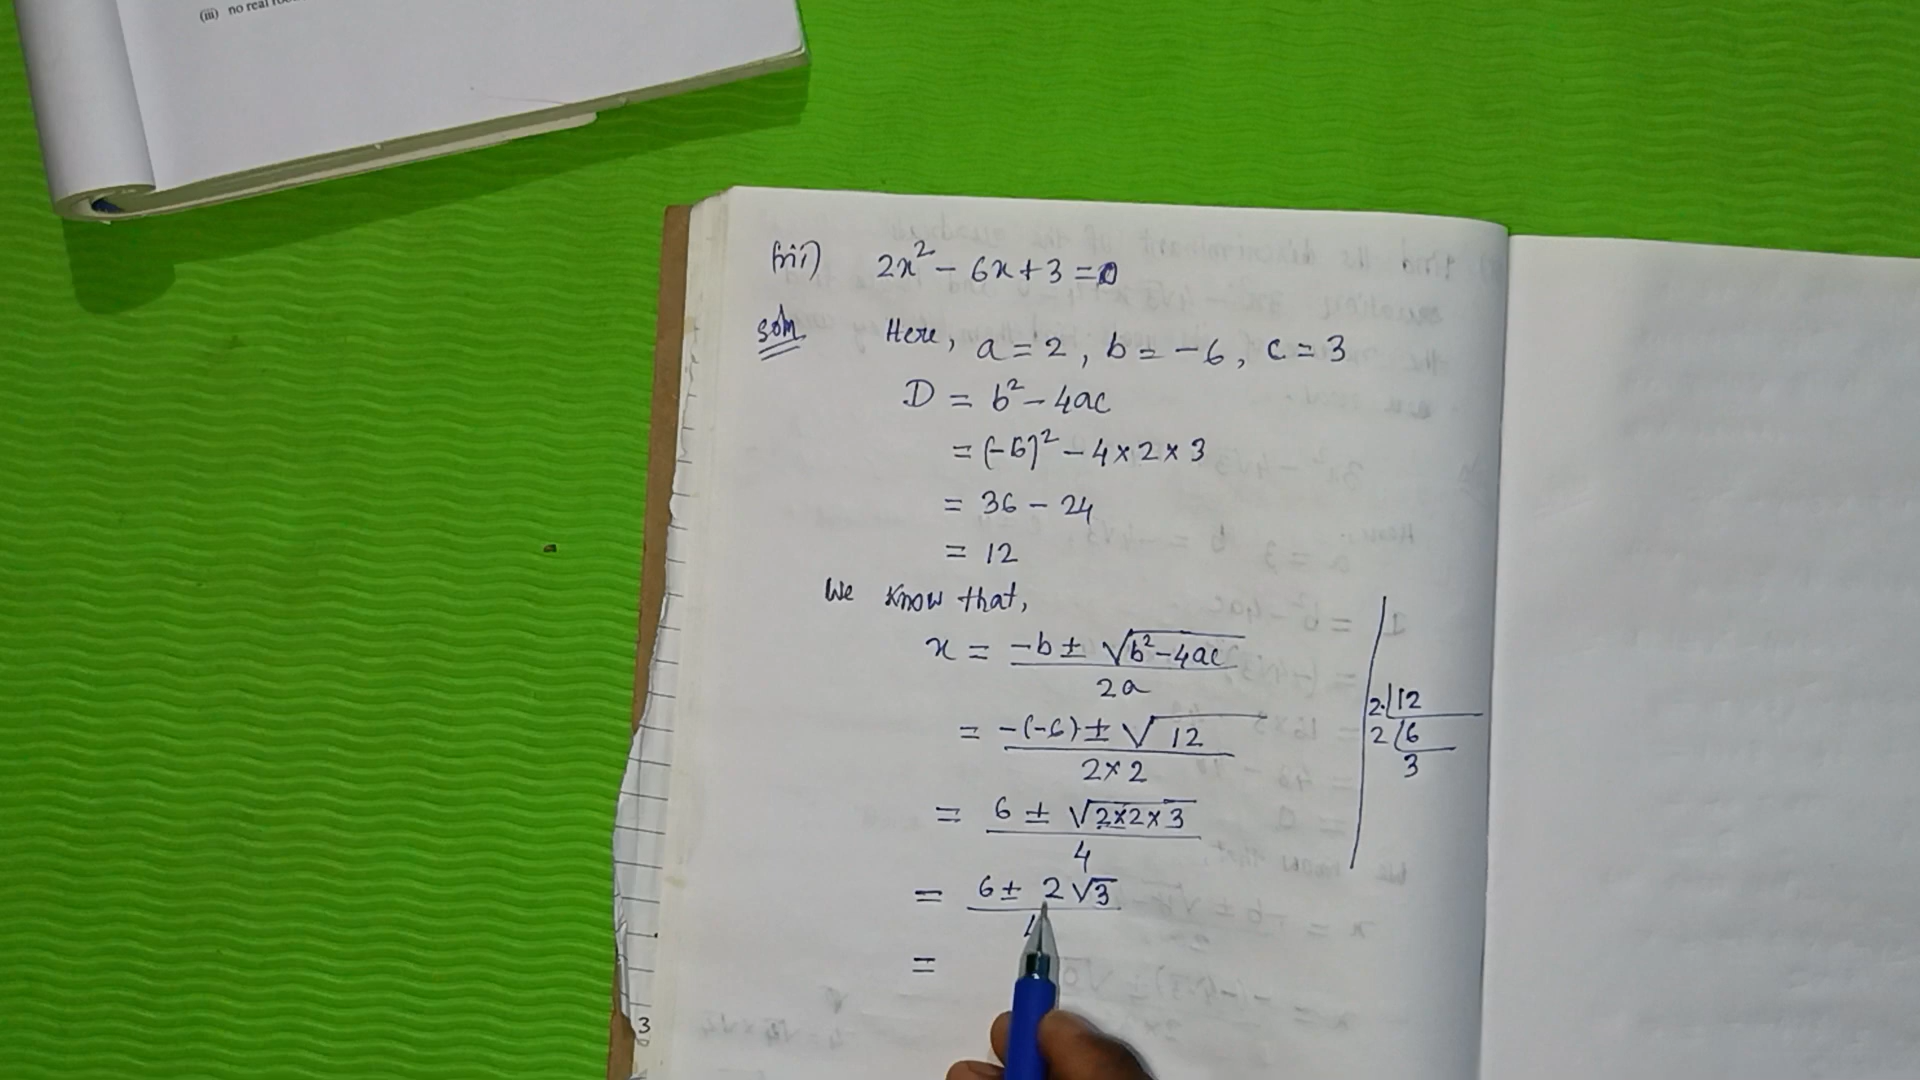 (iii) no real
(iii) 2x² - 6x + 3 = 0
Soln Here, a = 2, b = -6, c = 3
D = b² - 4ac
= (-6)² - 4 × 2 × 3
= 36 - 24
= 12
We know that,
x = (-b ± √(b² - 4ac)) / 2a
= (-(-6) ± √12) / (2 × 2)
= (6 ± √(2×2×3)) / 4
= (6 ± 2√3) / 4
=
2 | 12
2 | 6
3
3